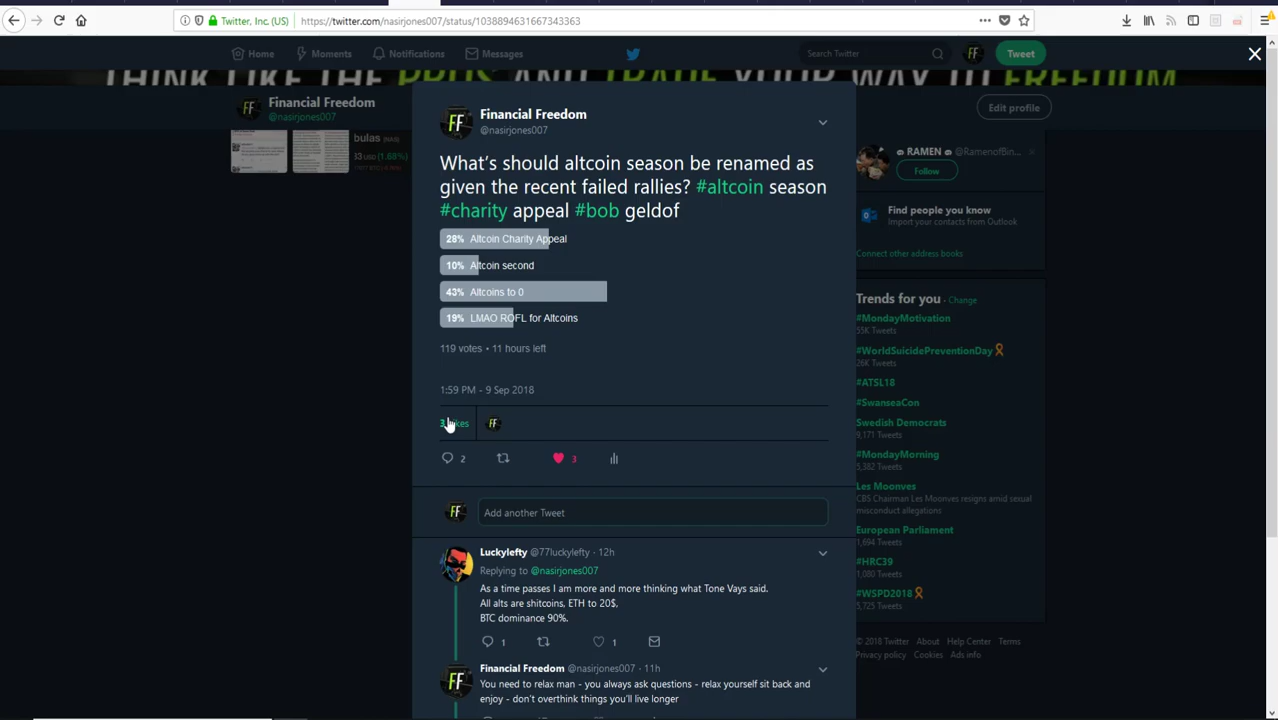 Twitter, Inc. (US)
https://twitter.com/nasirjones007/status/1038894631667343363
Home
Moments
Notifications
Messages
Search Twitter
Tweet
THINK LIKE THE PROS AND TRADE YOUR WAY TO FREEDOM
Financial Freedom
@nasirjones007
Edit profile
bulas
(1.68%)
Financial Freedom
@nasirjones007
What's should altcoin season be renamed as
given the recent failed rallies? #altcoin season
#charity appeal #bob geldof
28% Altcoin Charity Appeal
10% Altcoin second
43% Altcoins to 0
19% LMAO ROFL for Altcoins
119 votes • 11 hours left
1:59 PM - 9 Sep 2018
3 likes
2
3
Add another Tweet
Luckylefty @77luckylefty · 12h
Replying to @nasirjones007
As a time passes I am more and more thinking what Tone Vays said.
All alts are shitcoins, ETH to 20$,
BTC dominance 90%.
1
1
Financial Freedom @nasirjones007 · 11h
You need to relax man - you always ask questions - relax yourself sit back and
enjoy - don't overthink things you'll live longer
RAMEN @RamenofBin...
Follow
Find people you know
Import your contacts from Outlook
Connect other address books
Trends for you · Change
#MondayMotivation
55K Tweets
#WorldSuicidePreventionDay
26K Tweets
#ATSL18
#SwanseaCon
Swedish Democrats
9,171 Tweets
#MondayMorning
5,382 Tweets
Les Moonves
CBS Chairman Les Moonves resigns amid sexual
misconduct allegations
European Parliament
1,694 Tweets
#HRC39
1,080 Tweets
#WSPD2018
5,725 Tweets
© 2018 Twitter About Help Center Terms
Privacy policy Cookies Ads info